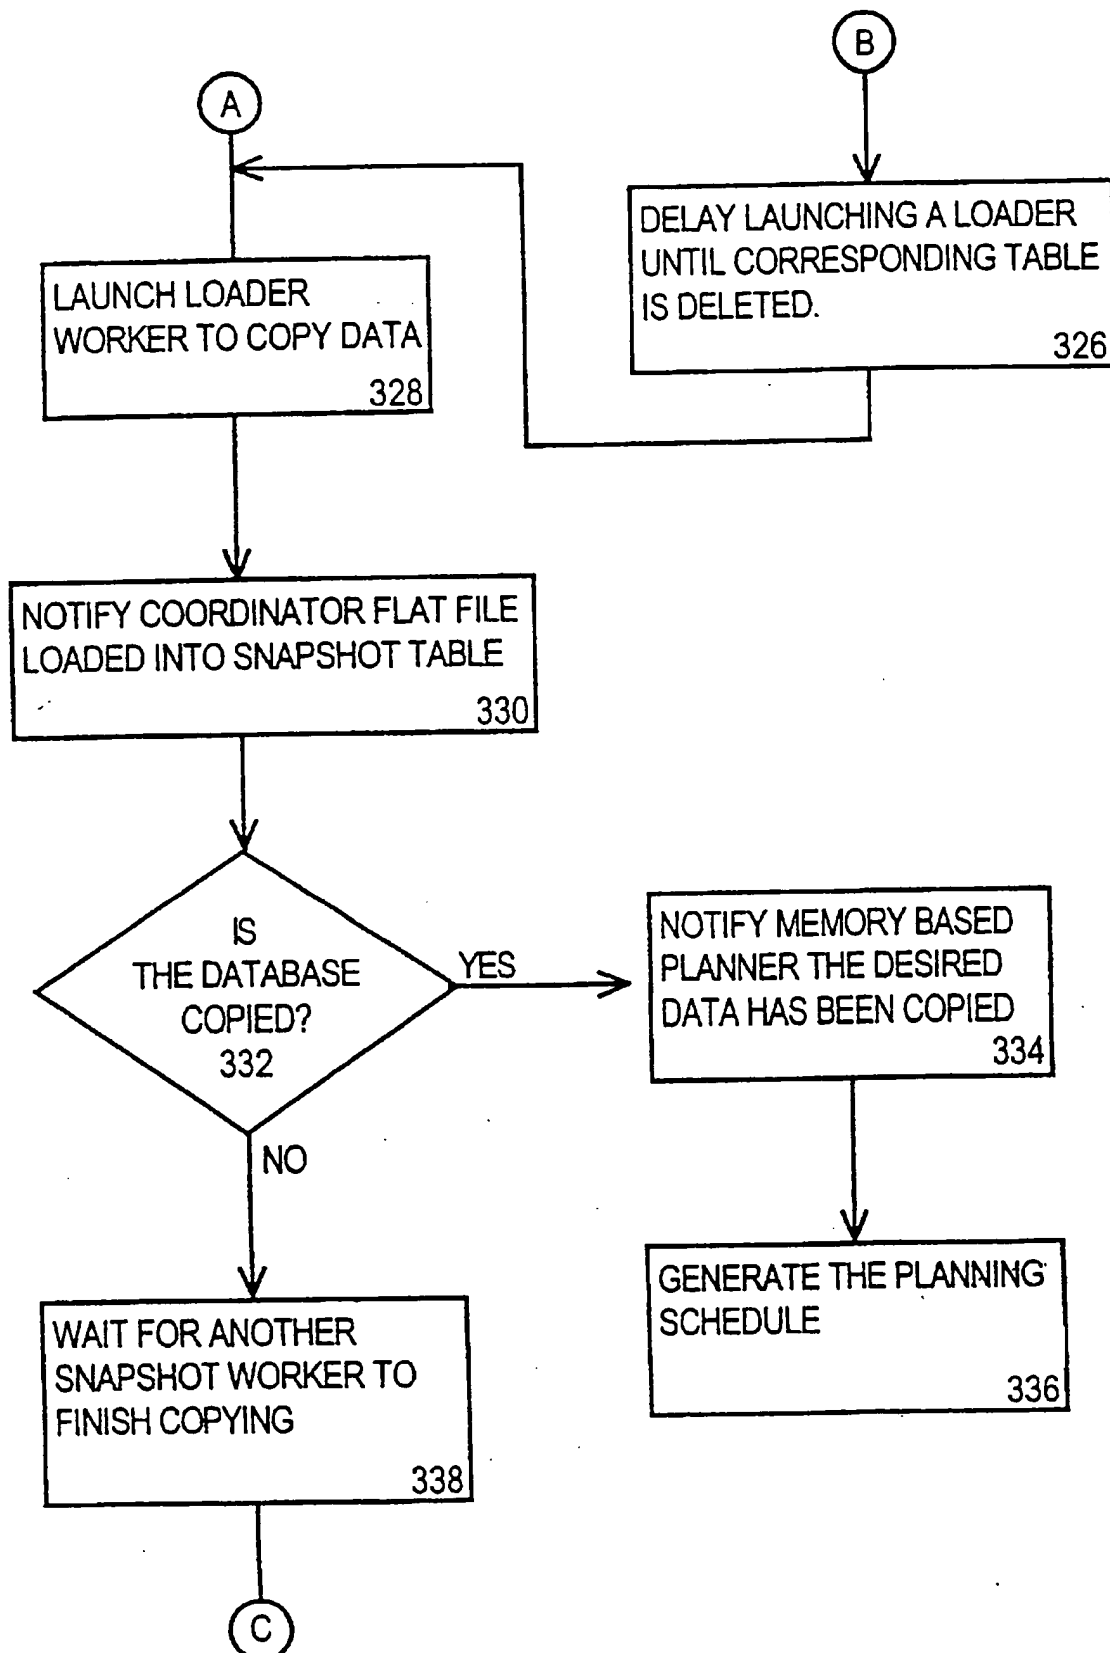 B
A
DELAY LAUNCHING A LOADER
UNTIL CORRESPONDING TABLE
IS DELETED.
326
LAUNCH LOADER
WORKER TO COPY DATA
328
NOTIFY COORDINATOR FLAT FILE
LOADED INTO SNAPSHOT TABLE
330
IS
THE DATABASE
COPIED?
332
YES
NOTIFY MEMORY BASED
PLANNER THE DESIRED
DATA HAS BEEN COPIED
334
NO
GENERATE THE PLANNING
SCHEDULE
336
WAIT FOR ANOTHER
SNAPSHOT WORKER TO
FINISH COPYING
338
C